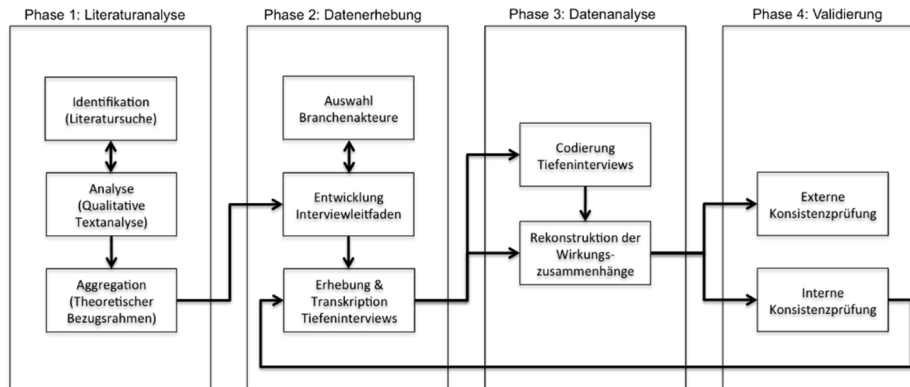 Phase 1: Literaturanalyse
Identifikation
(Literatursuche)
Analyse
(Qualitative
Textanalyse)
Aggregation
(Theoretischer
Bezugsrahmen)
Phase 2: Datenerhebung
Auswahl
Branchenakteure
Entwicklung
Interviewleitfaden
Erhebung &
Transkription
Tiefeninterviews
Phase 3: Datenanalyse
Codierung
Tiefeninterviews
Rekonstruktion der
Wirkungs-
zusammenhänge
Phase 4: Validierung
Externe
Konsistenzprüfung
Interne
Konsistenzprüfung